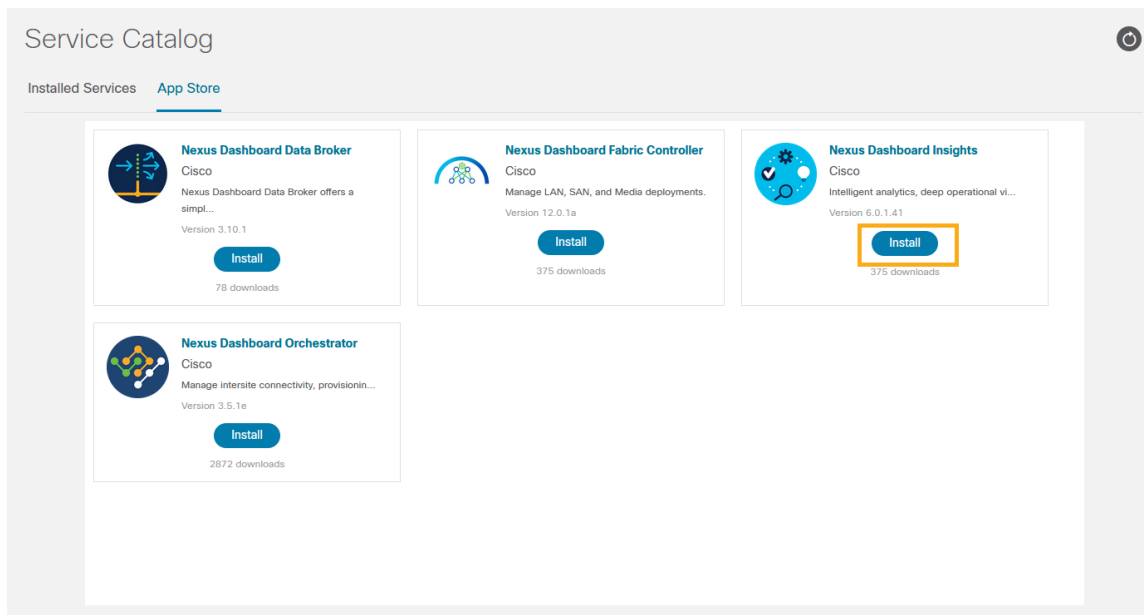 Service Catalog
Installed Services App Store
Nexus Dashboard Data Broker
Cisco
Nexus Dashboard Data Broker offers a
simpl...
Version 3.10.1
Install
78 downloads
Nexus Dashboard Fabric Controller
Cisco
Manage LAN, SAN, and Media deployments.
Version 12.0.1a
Install
375 downloads
Nexus Dashboard Insights
Cisco
Intelligent analytics, deep operational vi...
Version 6.0.1.41
Install
375 downloads
Nexus Dashboard Orchestrator
Cisco
Manage intersite connectivity, provisionin...
Version 3.5.1e
Install
2872 downloads